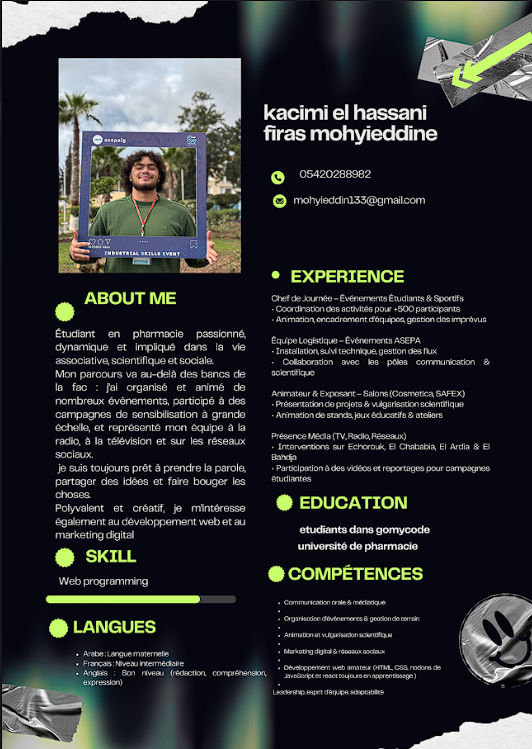 kacimi el hassani
firas mohyieddine
05420288982
mohyieddin133@gmail.com
asepalg
INDUSTRIAL SKILLS EVENT
ABOUT ME
Étudiant en pharmacie passionné,
dynamique et impliqué dans la vie
associative, scientifique et sociale.
Mon parcours va au-delà des bancs de
la fac : j'ai organisé et animé de
nombreux événements, participé à des
campagnes de sensibilisation à grande
échelle, et représenté mon équipe à la
radio, à la télévision et sur les réseaux
sociaux.
je suis toujours prêt à prendre la parole,
partager des idées et faire bouger les
choses.
Polyvalent et créatif, je m'intéresse
également au développement web et au
marketing digital
SKILL
Web programming
LANGUES
• Arabe : Langue maternelle
• Français : Niveau intermédiaire
• Anglais : Bon niveau (rédaction, compréhension,
expression)
EXPERIENCE
Chef de Journée – Événements Étudiants & Sportifs
• Coordination des activités pour +500 participants
• Animation, encadrement d'équipes, gestion des imprévus
Équipe Logistique – Événements ASEPA
• Installation, suivi technique, gestion des flux
• Collaboration avec les pôles communication &
scientifique
Animateur & Exposant – Salons (Cosmetica, SAFEX)
• Présentation de projets & vulgarisation scientifique
• Animation de stands, jeux éducatifs & ateliers
Présence Média (TV, Radio, Réseaux)
• Interventions sur Echorouk, El Chababia, El Ardia & El
Bahdja
• Participation à des vidéos et reportages pour campagnes
étudiantes
EDUCATION
etudiants dans gomycode
université de pharmacie
COMPÉTENCES
• Communication orale & médiatique
• Organisation d'événements & gestion de terrain
• Animation et vulgarisation scientifique
• Marketing digital & réseaux sociaux
• Développement web amateur (HTML, CSS, notions de
JavaScript et react toujours en apprentissage )
Leadership, esprit d'équipe, adaptabilité